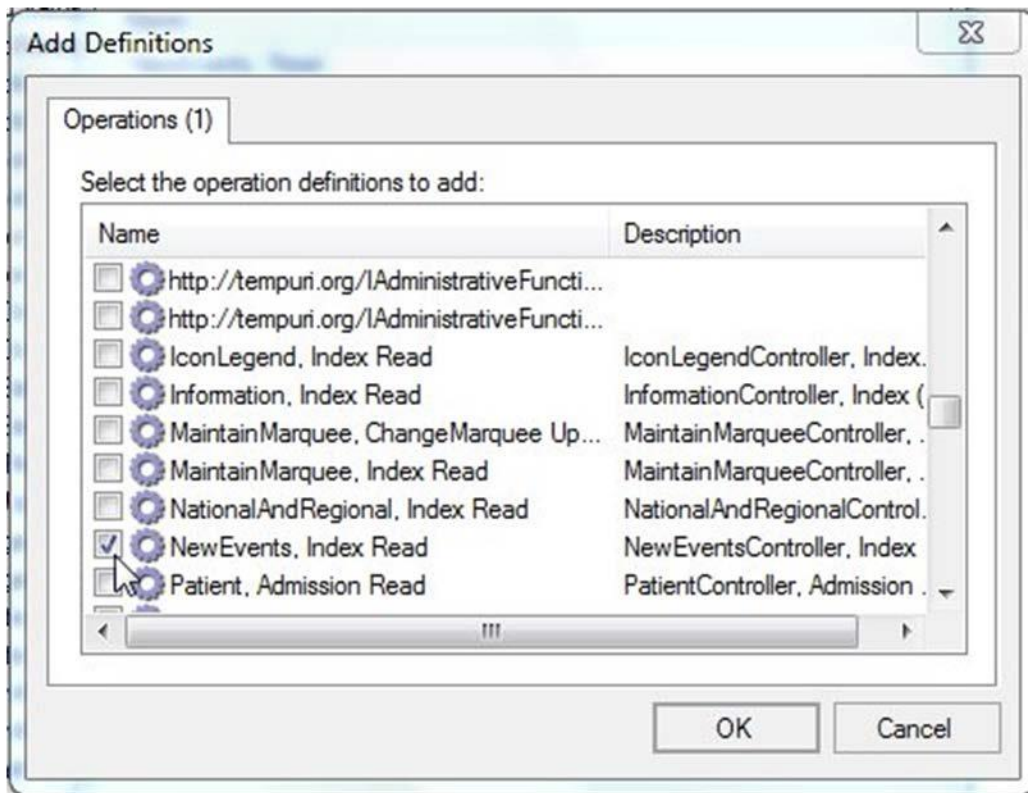 Add Definitions
Operations (1)
Select the operation definitions to add:
Name Description
http://tempuri.org/IAdministrativeFuncti...
http://tempuri.org/IAdministrativeFuncti...
IconLegend, Index Read IconLegendController, Index.
Information, Index Read InformationController, Index (
MaintainMarquee, ChangeMarquee Up... MaintainMarqueeController, .
MaintainMarquee, Index Read MaintainMarqueeController, .
NationalAndRegional, Index Read NationalAndRegionalControl.
NewEvents, Index Read NewEventsController, Index
Patient, Admission Read PatientController, Admission .
OK Cancel